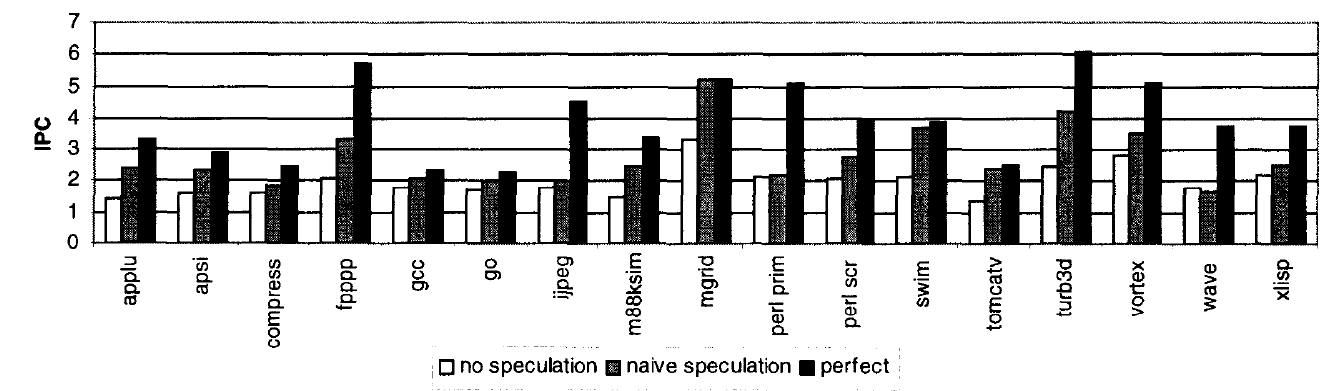 7
6
5
4
3
2
1
0
IPC
applu
apsi
compress
fpppp
gcc
go
ijpeg
m88ksim
mgrid
perl prim
perl scr
swim
tomcatv
turb3d
vortex
wave
xlisp
no speculation naive speculation perfect